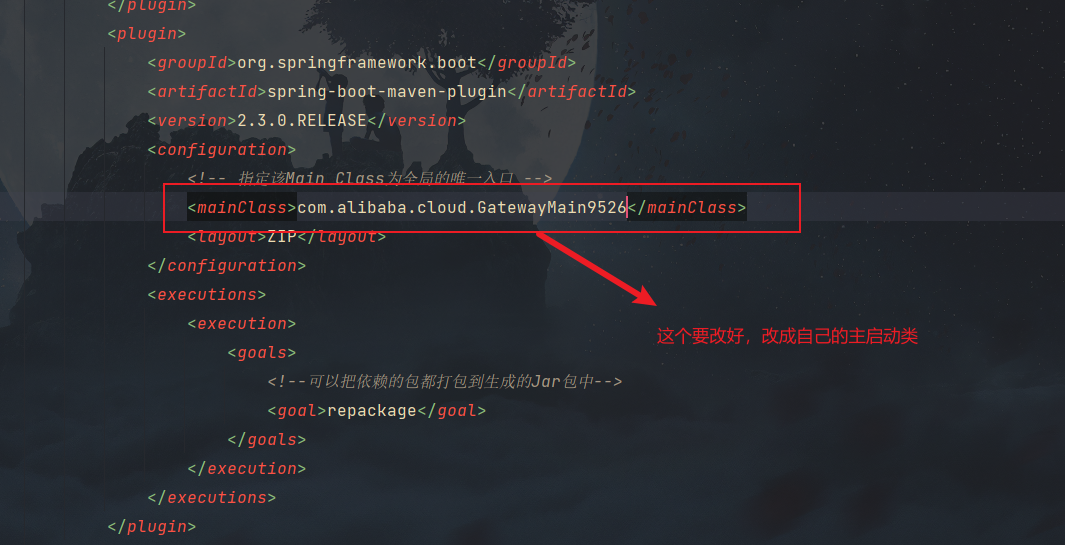 </plugin>
<plugin>
<groupId>org.springframework.boot</groupId>
<artifactId>spring-boot-maven-plugin</artifactId>
<version>2.3.0.RELEASE</version>
<configuration>
<!-- 指定该Main Class为全局的唯一入口 -->
<mainClass>com.alibaba.cloud.GatewayMain9526</mainClass>
<layout>ZIP</layout>
</configuration>
<executions>
<execution>
这个要改好，改成自己的主启动类
<goals>
<!--可以把依赖的包都打包到生成的Jar包中-->
<goal>repackage</goal>
</goals>
</execution>
</executions>
</plugin>